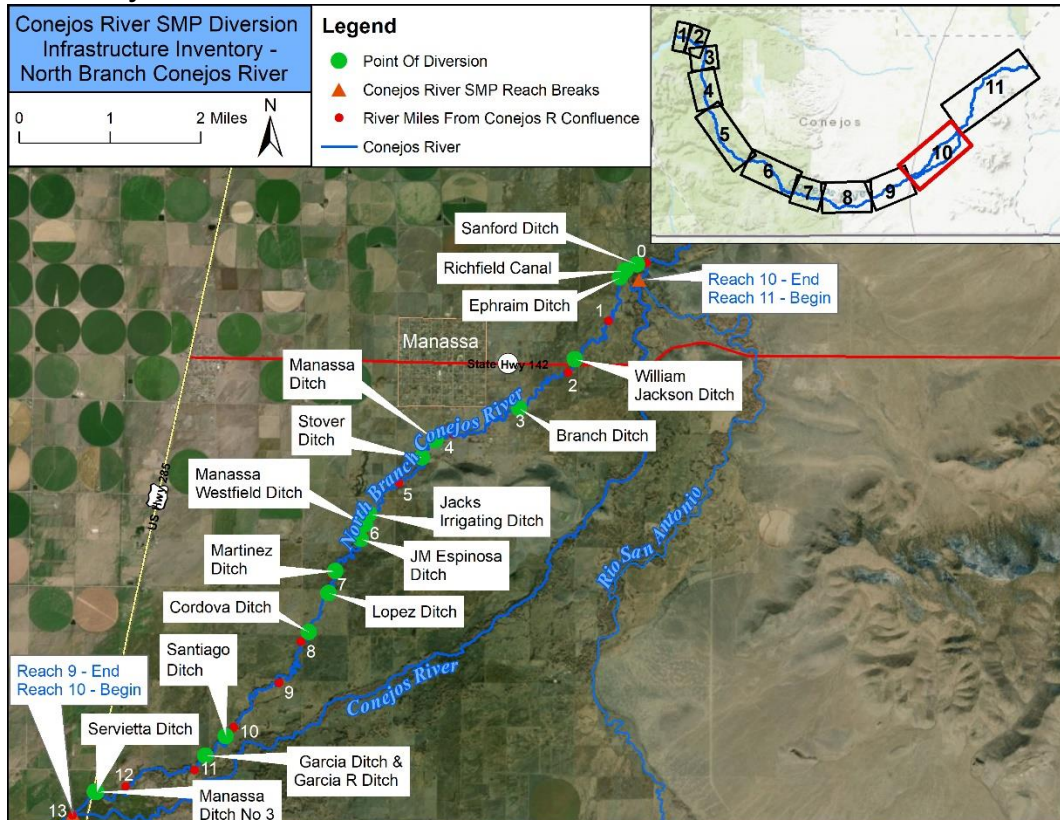 Conejos River SMP Diversion
Infrastructure Inventory -
North Branch Conejos River
0 1 2 Miles
N
Legend
Point Of Diversion
Conejos River SMP Reach Breaks
River Miles From Conejos R Confluence
Conejos River
1
2
3
4
5
6
7
8
9
10
11
Conejos
Sanford Ditch
0
Richfield Canal
Ephraim Ditch
Reach 10 - End
Reach 11 - Begin
1
Manassa
State Hwy 142
2
William
Jackson Ditch
Manassa
Ditch
3
Branch Ditch
Stover
Ditch
4
North Branch Conejos River
5
Manassa
Westfield Ditch
Jacks
Irrigating Ditch
6
JM Espinosa
Ditch
US Hwy 285
Rio San Antonio
Martinez
Ditch
7
Lopez Ditch
Cordova Ditch
8
Santiago
Ditch
9
Conejos River
Reach 9 - End
Reach 10 - Begin
10
Servietta Ditch
11
Garcia Ditch &
Garcia R Ditch
12
Manassa
Ditch No 3
13